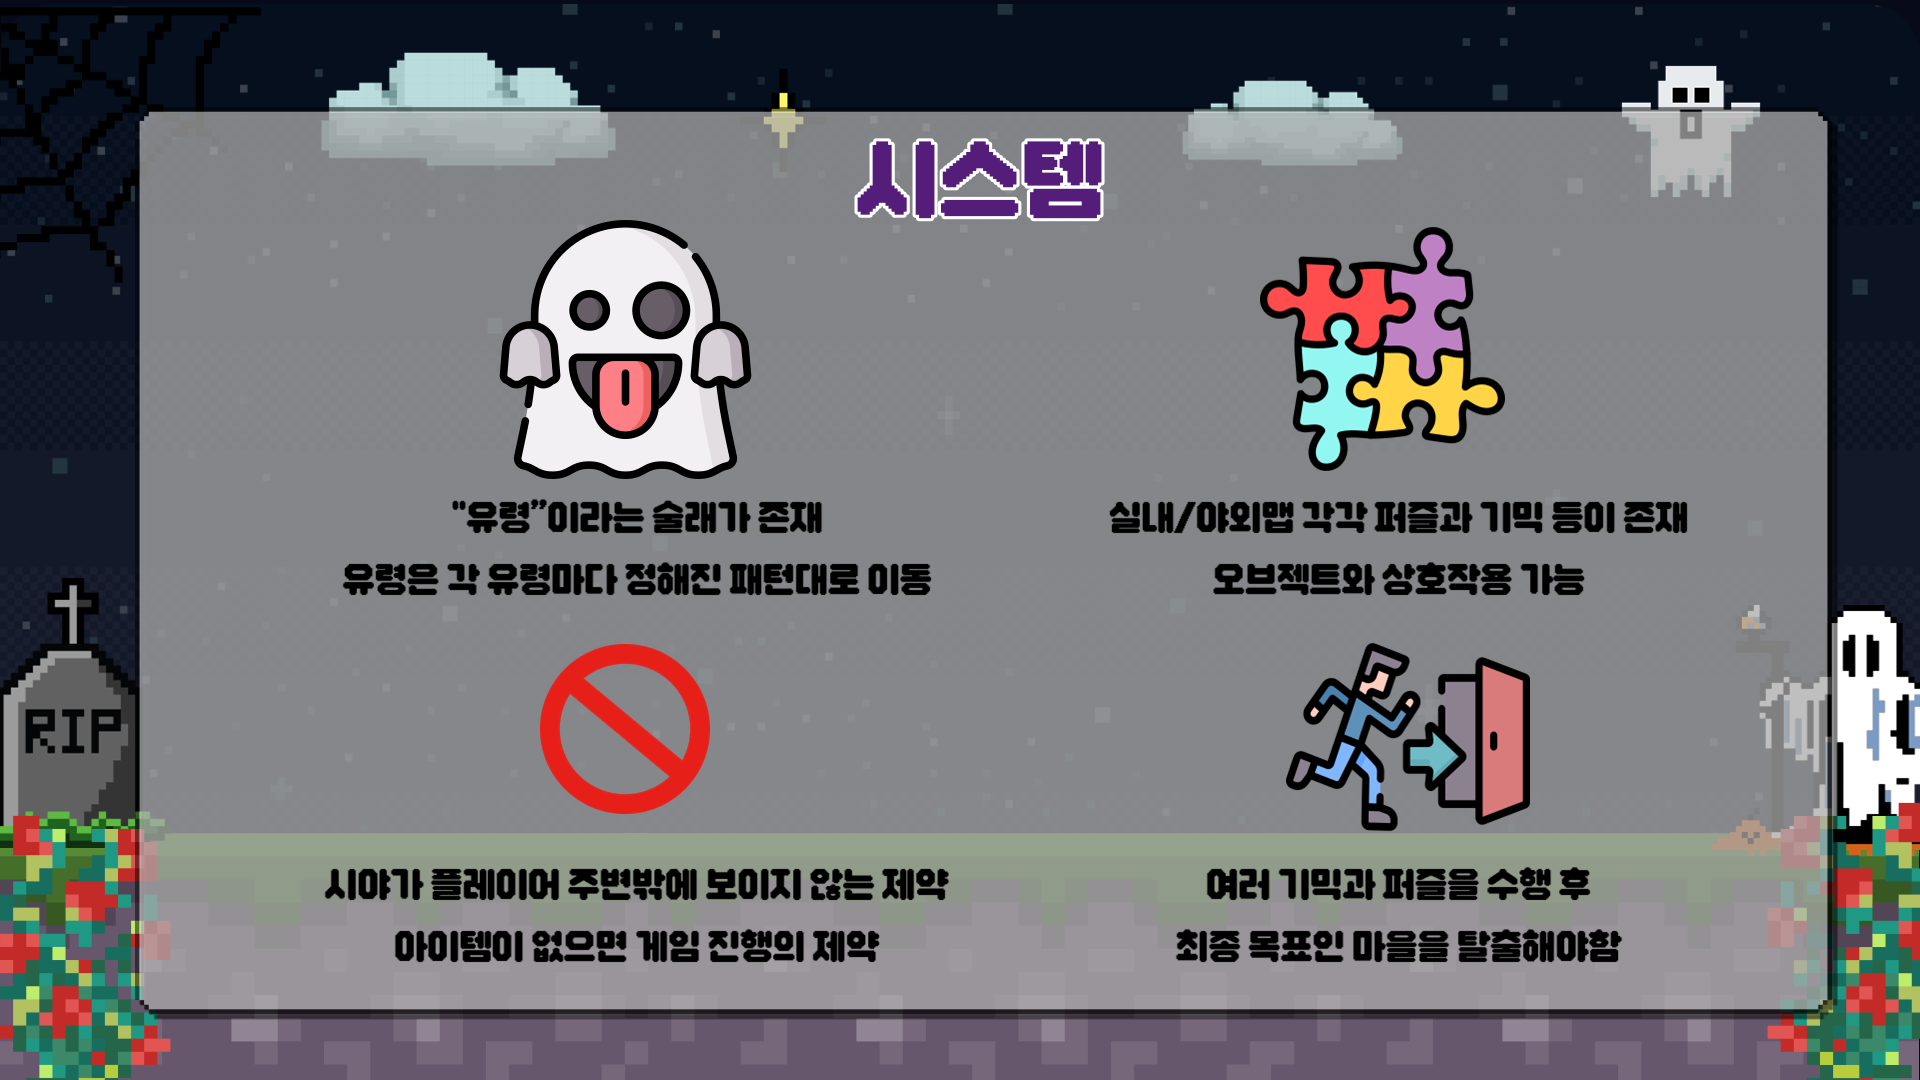 시스템
"유령”이라는 술래가 존재
유령은 각 유령마다 정해진 패턴대로 이동
실내/야외맵 각각 퍼즐과 기믹 등이 존재
오브젝트와 상호작용 가능
RIP
시야가 플레이어 주변밖에 보이지 않는 제약
아이템이 없으면 게임 진행의 제약
여러 기믹과 퍼즐을 수행 후
최종 목표인 마을을 탈출해야함